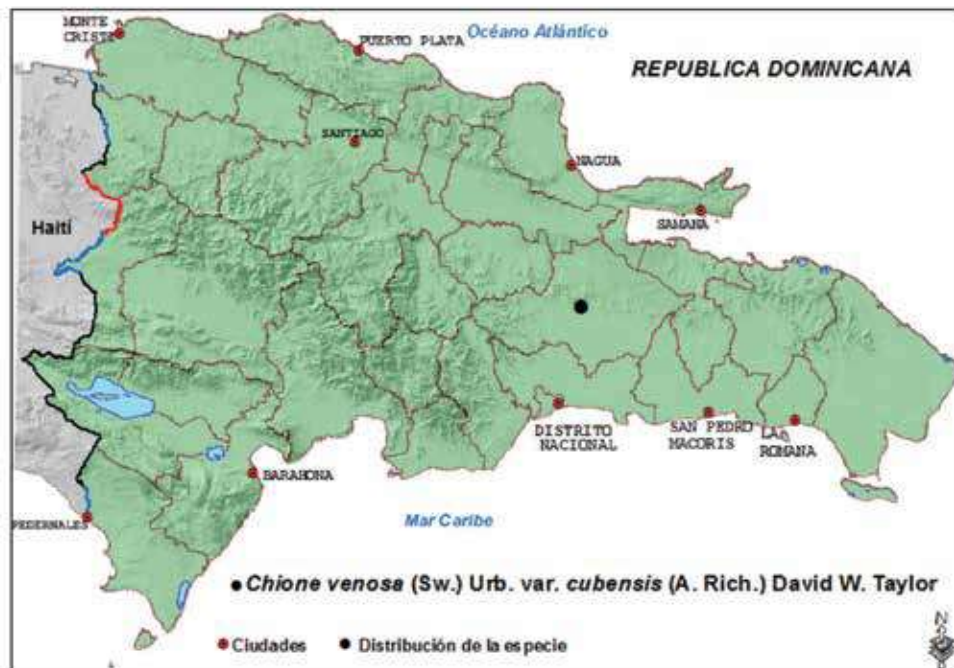 MONTE
CRISTI
PUERTO PLATA
Océano Atlántico
REPUBLICA DOMINICANA
SANTIAGO
NAGUA
SAMANA
Haití
DISTRITO
NACIONAL
SAN PEDRO
MACORIS
LA
ROMANA
BARAHONA
PEDERNALES
Mar Caribe
Chione venosa (Sw.) Urb. var. cubensis (A. Rich.) David W. Taylor
Ciudades
Distribución de la especie